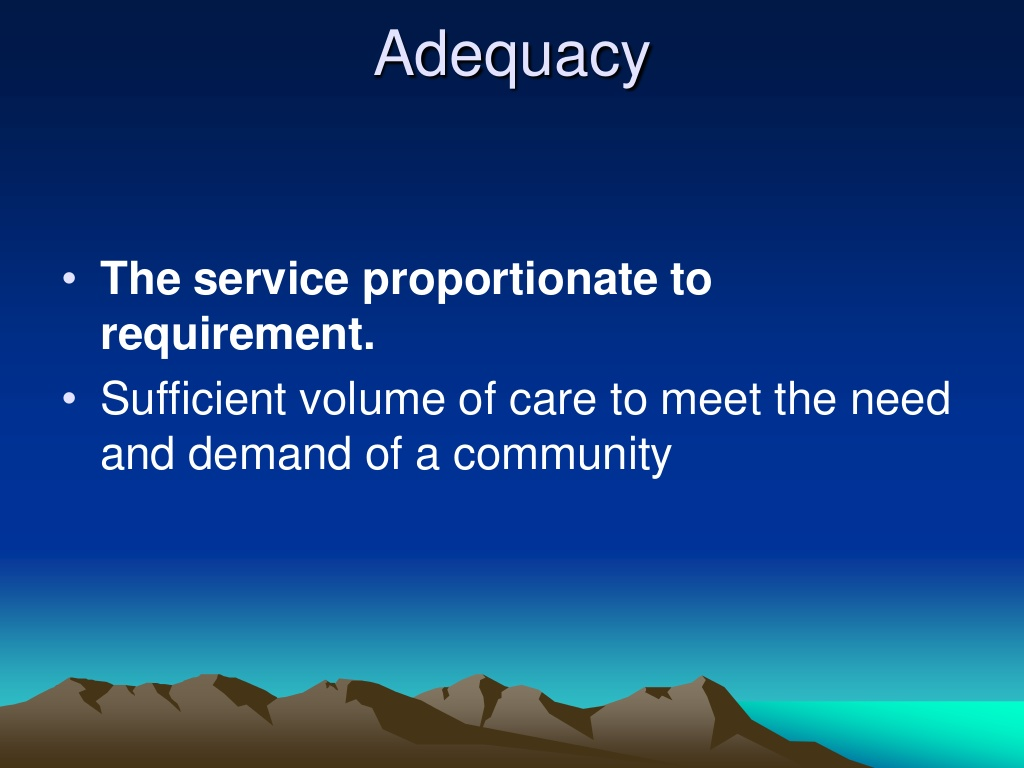 Adequacy
• The service proportionate to
requirement.
• Sufficient volume of care to meet the need
and demand of a community